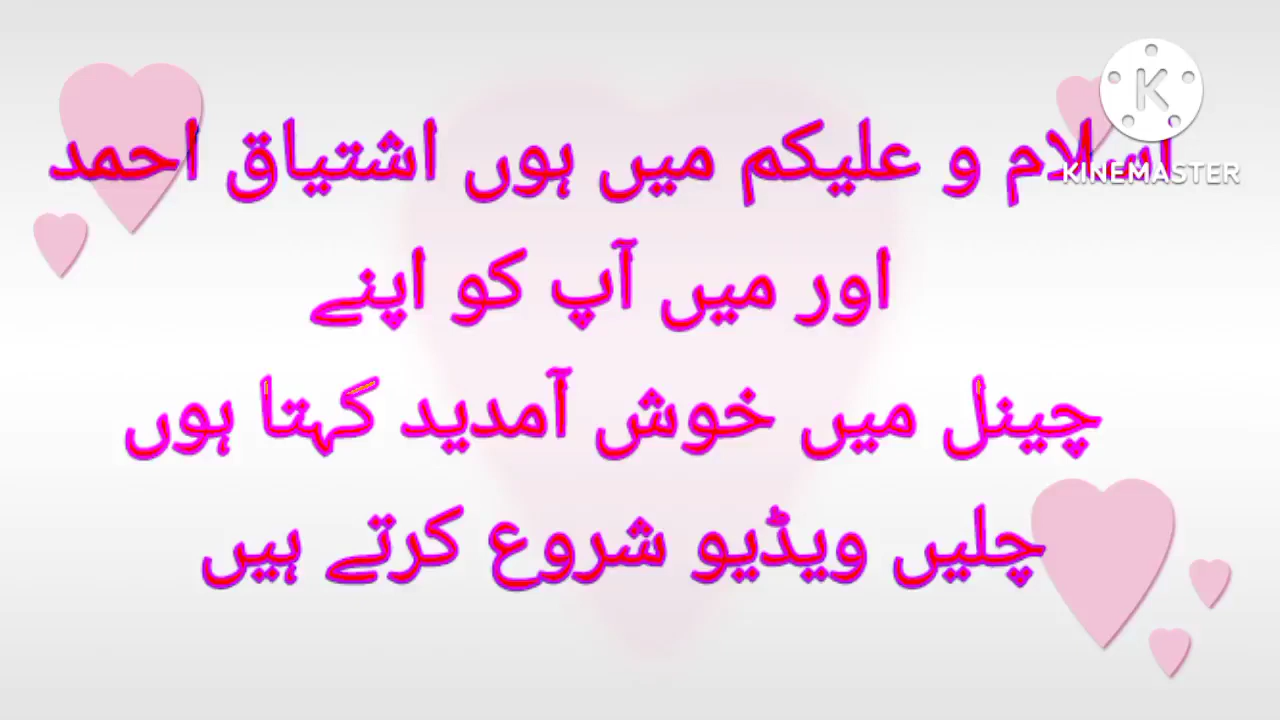 اسلام و علیکم میں ہوں اشتیاق احمد
اور میں آپ کو اپنے
چینل میں خوش آمدید کہتا ہوں
چلیں ویڈیو شروع کرتے ہیں
K
KINEMASTER